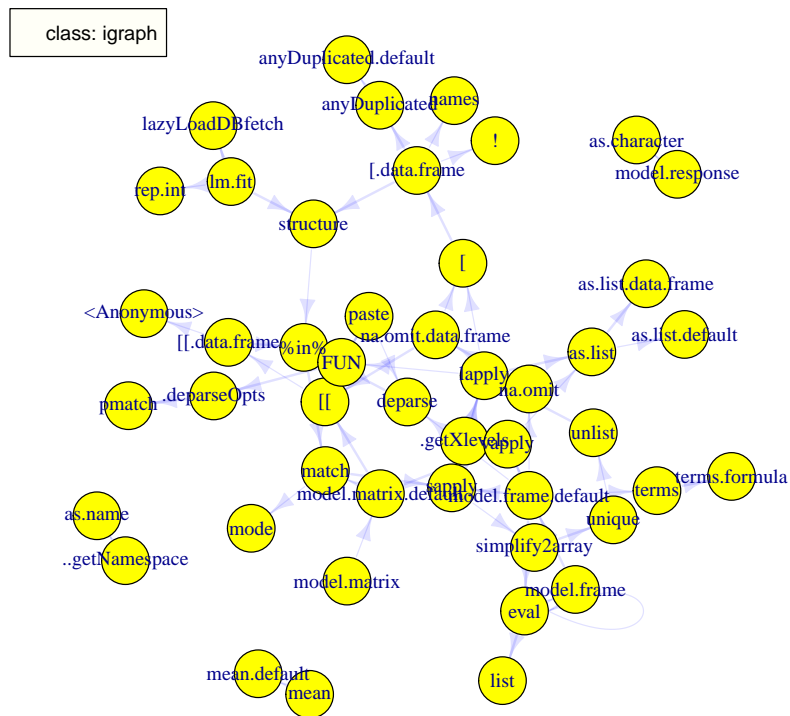 class: igraph
anyDuplicated.default
anyDuplicated
names
lazyLoadDBfetch
!
as.character
[.data.frame
model.response
rep.int
lm.fit
structure
[
as.list.data.frame
<Anonymous>
paste
na.omit.data.frame
as.list.default
[[.data.frame
%in%
FUN
as.list
lapply
na.omit
pmatch
.deparseOpts
[[
deparse
unlist
.getXlevels
vapply
match
model.matrix.default
sapply
model.frame.default
terms
terms.formula
as.name
mode
unique
simplify2array
..getNamespace
model.matrix
model.frame
eval
mean.default
mean
list